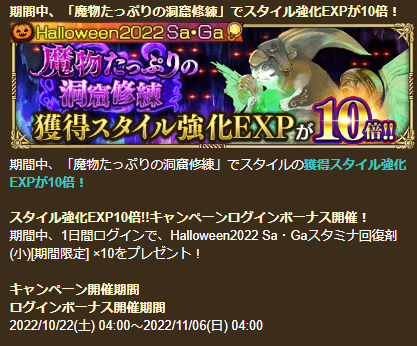 期間中、「魔物たっぷりの洞窟修練」でスタイル強化EXPが10倍！
Halloween2022 Sa・Ga
魔物たっぷりの
洞窟修練
獲得スタイル強化EXPが10倍!!
期間中、「魔物たっぷりの洞窟修練」でスタイルの獲得スタイル強化
EXPが10倍！
スタイル強化EXP10倍!!キャンペーンログインボーナス開催！
期間中、1日間ログインで、Halloween2022 Sa・Gaスタミナ回復剤
(小)[期間限定] ×10をプレゼント！
キャンペーン開催期間
ログインボーナス開催期間
2022/10/22(土) 04:00～2022/11/06(日) 04:00